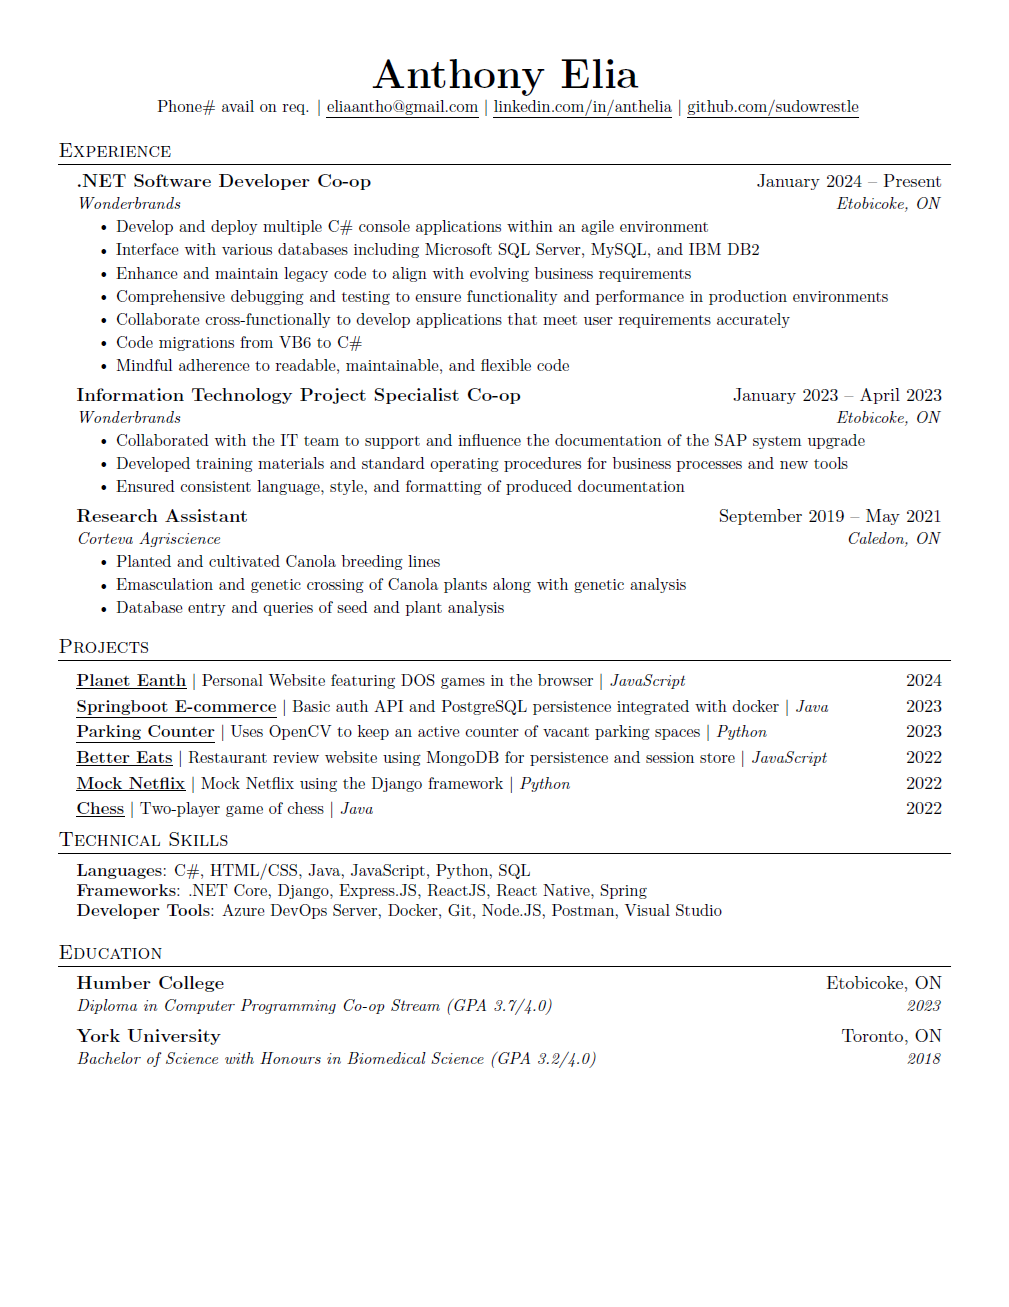 Anthony Elia
Phone# avail on req. | eliaantho@gmail.com | linkedin.com/in/anthelia | github.com/sudowrestle
Experience
.NET Software Developer Co-op January 2024 – Present
Wonderbrands Etobicoke, ON
• Develop and deploy multiple C# console applications within an agile environment
• Interface with various databases including Microsoft SQL Server, MySQL, and IBM DB2
• Enhance and maintain legacy code to align with evolving business requirements
• Comprehensive debugging and testing to ensure functionality and performance in production environments
• Collaborate cross-functionally to develop applications that meet user requirements accurately
• Code migrations from VB6 to C#
• Mindful adherence to readable, maintainable, and flexible code
Information Technology Project Specialist Co-op January 2023 – April 2023
Wonderbrands Etobicoke, ON
• Collaborated with the IT team to support and influence the documentation of the SAP system upgrade
• Developed training materials and standard operating procedures for business processes and new tools
• Ensured consistent language, style, and formatting of produced documentation
Research Assistant September 2019 – May 2021
Corteva Agriscience Caledon, ON
• Planted and cultivated Canola breeding lines
• Emasculation and genetic crossing of Canola plants along with genetic analysis
• Database entry and queries of seed and plant analysis
Projects
Planet Eanth | Personal Website featuring DOS games in the browser | JavaScript 2024
Springboot E-commerce | Basic auth API and PostgreSQL persistence integrated with docker | Java 2023
Parking Counter | Uses OpenCV to keep an active counter of vacant parking spaces | Python 2023
Better Eats | Restaurant review website using MongoDB for persistence and session store | JavaScript 2022
Mock Netflix | Mock Netflix using the Django framework | Python 2022
Chess | Two-player game of chess | Java 2022
Technical Skills
Languages: C#, HTML/CSS, Java, JavaScript, Python, SQL
Frameworks: .NET Core, Django, Express.JS, ReactJS, React Native, Spring
Developer Tools: Azure DevOps Server, Docker, Git, Node.JS, Postman, Visual Studio
Education
Humber College Etobicoke, ON
Diploma in Computer Programming Co-op Stream (GPA 3.7/4.0) 2023
York University Toronto, ON
Bachelor of Science with Honours in Biomedical Science (GPA 3.2/4.0) 2018